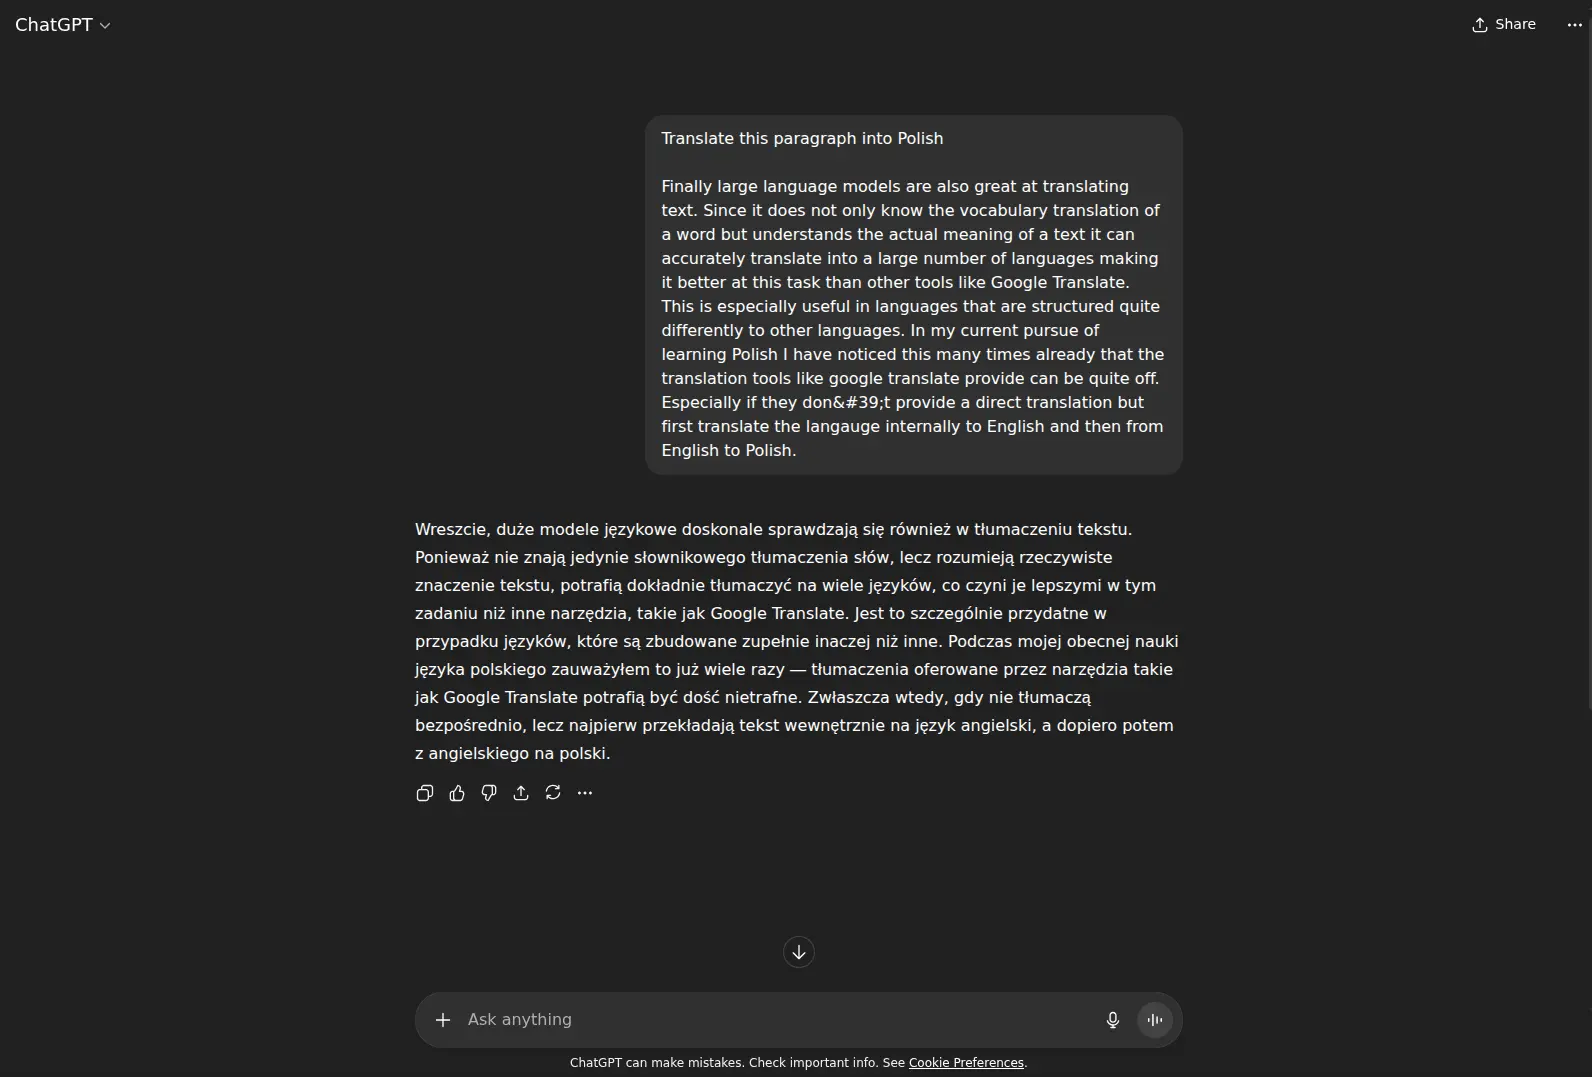 ChatGPT
Share
Translate this paragraph into Polish
Finally large language models are also great at translating
text. Since it does not only know the vocabulary translation of
a word but understands the actual meaning of a text it can
accurately translate into a large number of languages making
it better at this task than other tools like Google Translate.
This is especially useful in languages that are structured quite
differently to other languages. In my current pursue of
learning Polish I have noticed this many times already that the
translation tools like google translate provide can be quite off.
Especially if they don&#39;t provide a direct translation but
first translate the langauge internally to English and then from
English to Polish.
Wreszcie, duże modele językowe doskonale sprawdzają się również w tłumaczeniu tekstu.
Ponieważ nie znają jedynie słownikowego tłumaczenia słów, lecz rozumieją rzeczywiste
znaczenie tekstu, potrafią dokładnie tłumaczyć na wiele języków, co czyni je lepszymi w tym
zadaniu niż inne narzędzia, takie jak Google Translate. Jest to szczególnie przydatne w
przypadku języków, które są zbudowane zupełnie inaczej niż inne. Podczas mojej obecnej nauki
języka polskiego zauważyłem to już wiele razy — tłumaczenia oferowane przez narzędzia takie
jak Google Translate potrafią być dość nietrafne. Zwłaszcza wtedy, gdy nie tłumaczą
bezpośrednio, lecz najpierw przekładają tekst wewnętrznie na język angielski, a dopiero potem
z angielskiego na polski.
Ask anything
ChatGPT can make mistakes. Check important info. See Cookie Preferences.